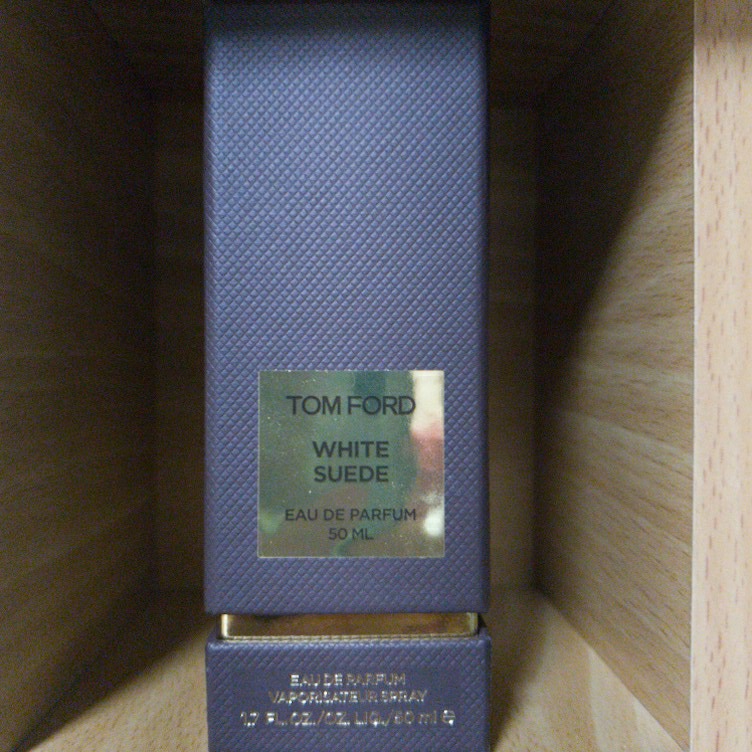 TOM FORD
WHITE
SUEDE
EAU DE PARFUM
50 ML
EAU DE PARFUM
VAPORISATEUR SPRAY
1.7 FL.OZ./OZ. LIQ./50 ml ℮